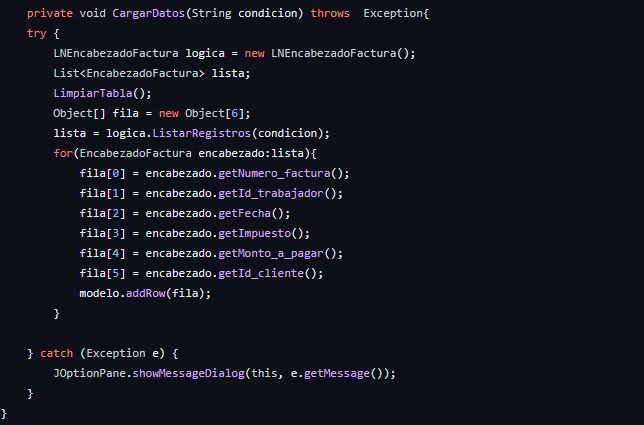 private void CargarDatos(String condicion) throws  Exception{
try {
LNEncabezadoFactura logica = new LNEncabezadoFactura();
List<EncabezadoFactura> lista;
LimpiarTabla();
Object[] fila = new Object[6];
lista = logica.ListarRegistros(condicion);
for(EncabezadoFactura encabezado:lista){
fila[0] = encabezado.getNumero_factura();
fila[1] = encabezado.getId_trabajador();
fila[2] = encabezado.getFecha();
fila[3] = encabezado.getImpuesto();
fila[4] = encabezado.getMonto_a_pagar();
fila[5] = encabezado.getId_cliente();
modelo.addRow(fila);
}
} catch (Exception e) {
JOptionPane.showMessageDialog(this, e.getMessage());
}
}